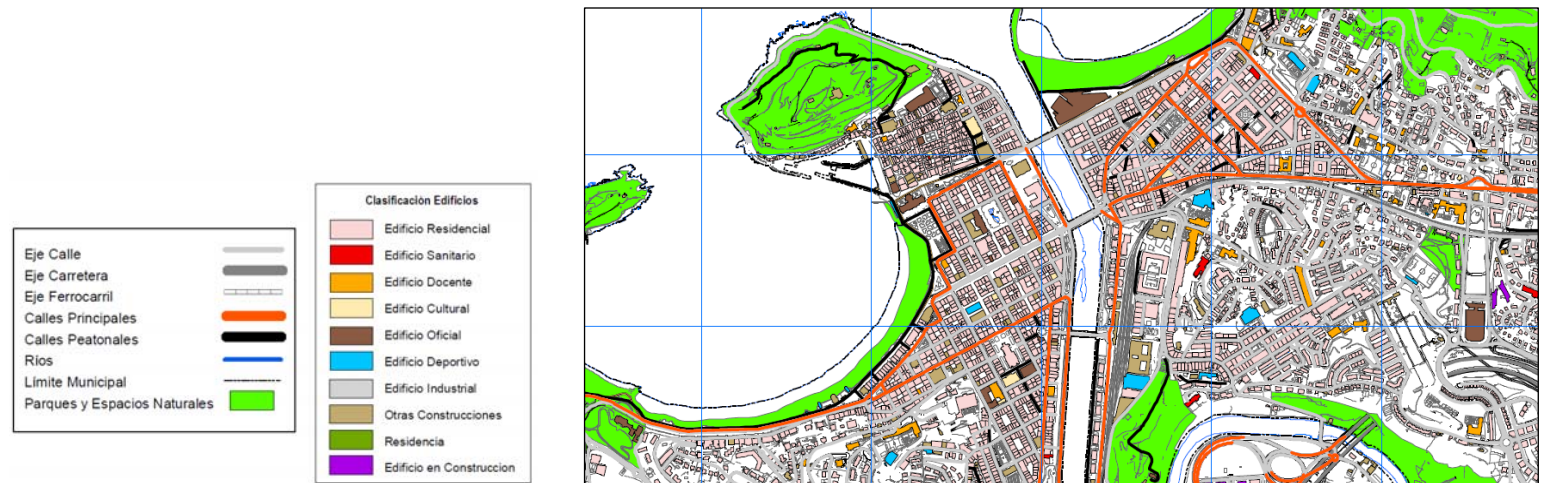 Eje Calle
Eje Carretera
Eje Ferrocarril
Calles Principales
Calles Peatonales
Ríos
Límite Municipal
Parques y Espacios Naturales
Clasificación Edificios
Edificio Residencial
Edificio Sanitario
Edificio Docente
Edificio Cultural
Edificio Oficial
Edificio Deportivo
Edificio Industrial
Otras Construcciones
Residencia
Edificio en Construccion